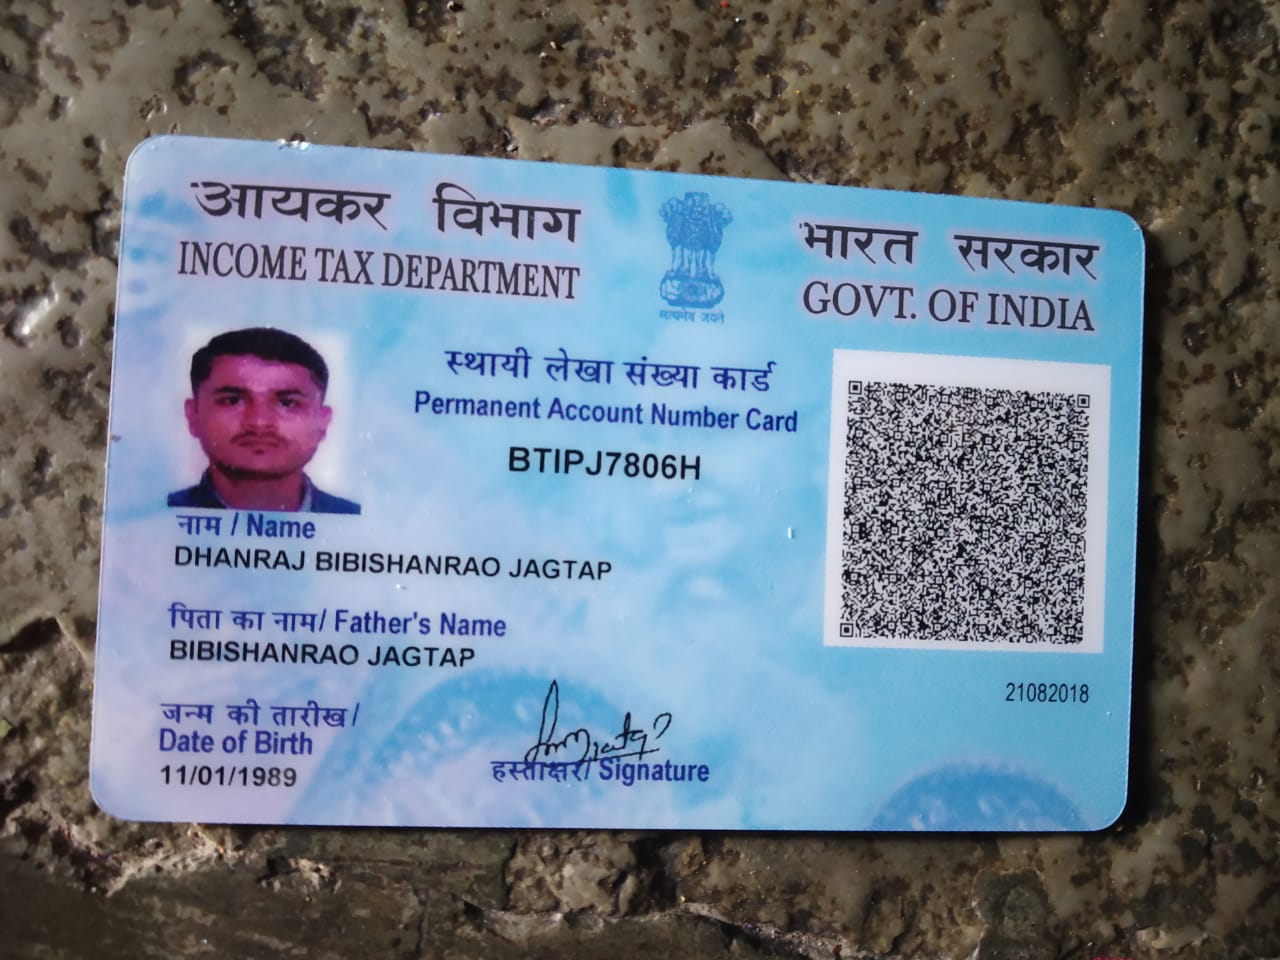 आयकर विभाग
INCOME TAX DEPARTMENT
सत्यमेव जयते
भारत सरकार
GOVT. OF INDIA
स्थायी लेखा संख्या कार्ड
Permanent Account Number Card
BTIPJ7806H
नाम / Name
DHANRAJ BIBISHANRAO JAGTAP
पिता का नाम/ Father's Name
BIBISHANRAO JAGTAP
21082018
जन्म की तारीख/
Date of Birth
11/01/1989
हस्ताक्षर/ Signature